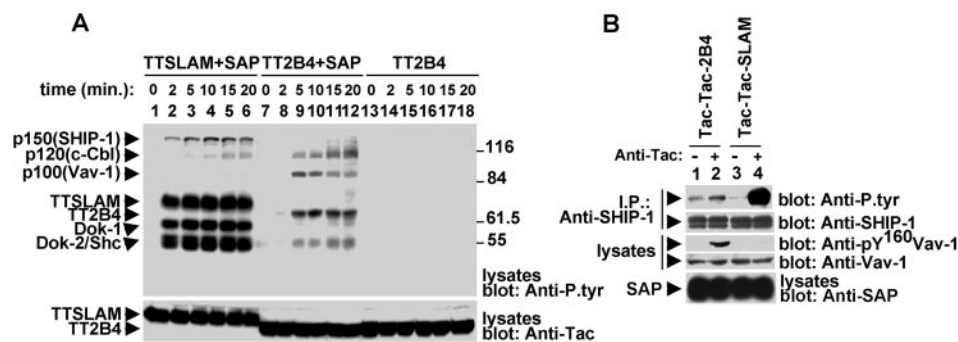 A
TTSLAM+SAP TT2B4+SAP TT2B4
time (min.): 0 2 5 10 15 20 0 2 5 10 15 20 0 2 5 10 15 20
1 2 3 4 5 6 7 8 9 10 11 12 13 14 15 16 17 18
p150(SHIP-1)
p120(c-Cbl)
p100(Vav-1)
TTSLAM
TT2B4
Dok-1
Dok-2/Shc
116
84
61.5
55
lysates
blot: Anti-P.tyr
TTSLAM
TT2B4
lysates
blot: Anti-Tac
B
Tac-Tac-2B4
Tac-Tac-SLAM
Anti-Tac: - + - +
1 2 3 4
I.P.:
Anti-SHIP-1
blot: Anti-P.tyr
blot: Anti-SHIP-1
lysates
blot: Anti-pY160Vav-1
blot: Anti-Vav-1
SAP
lysates
blot: Anti-SAP